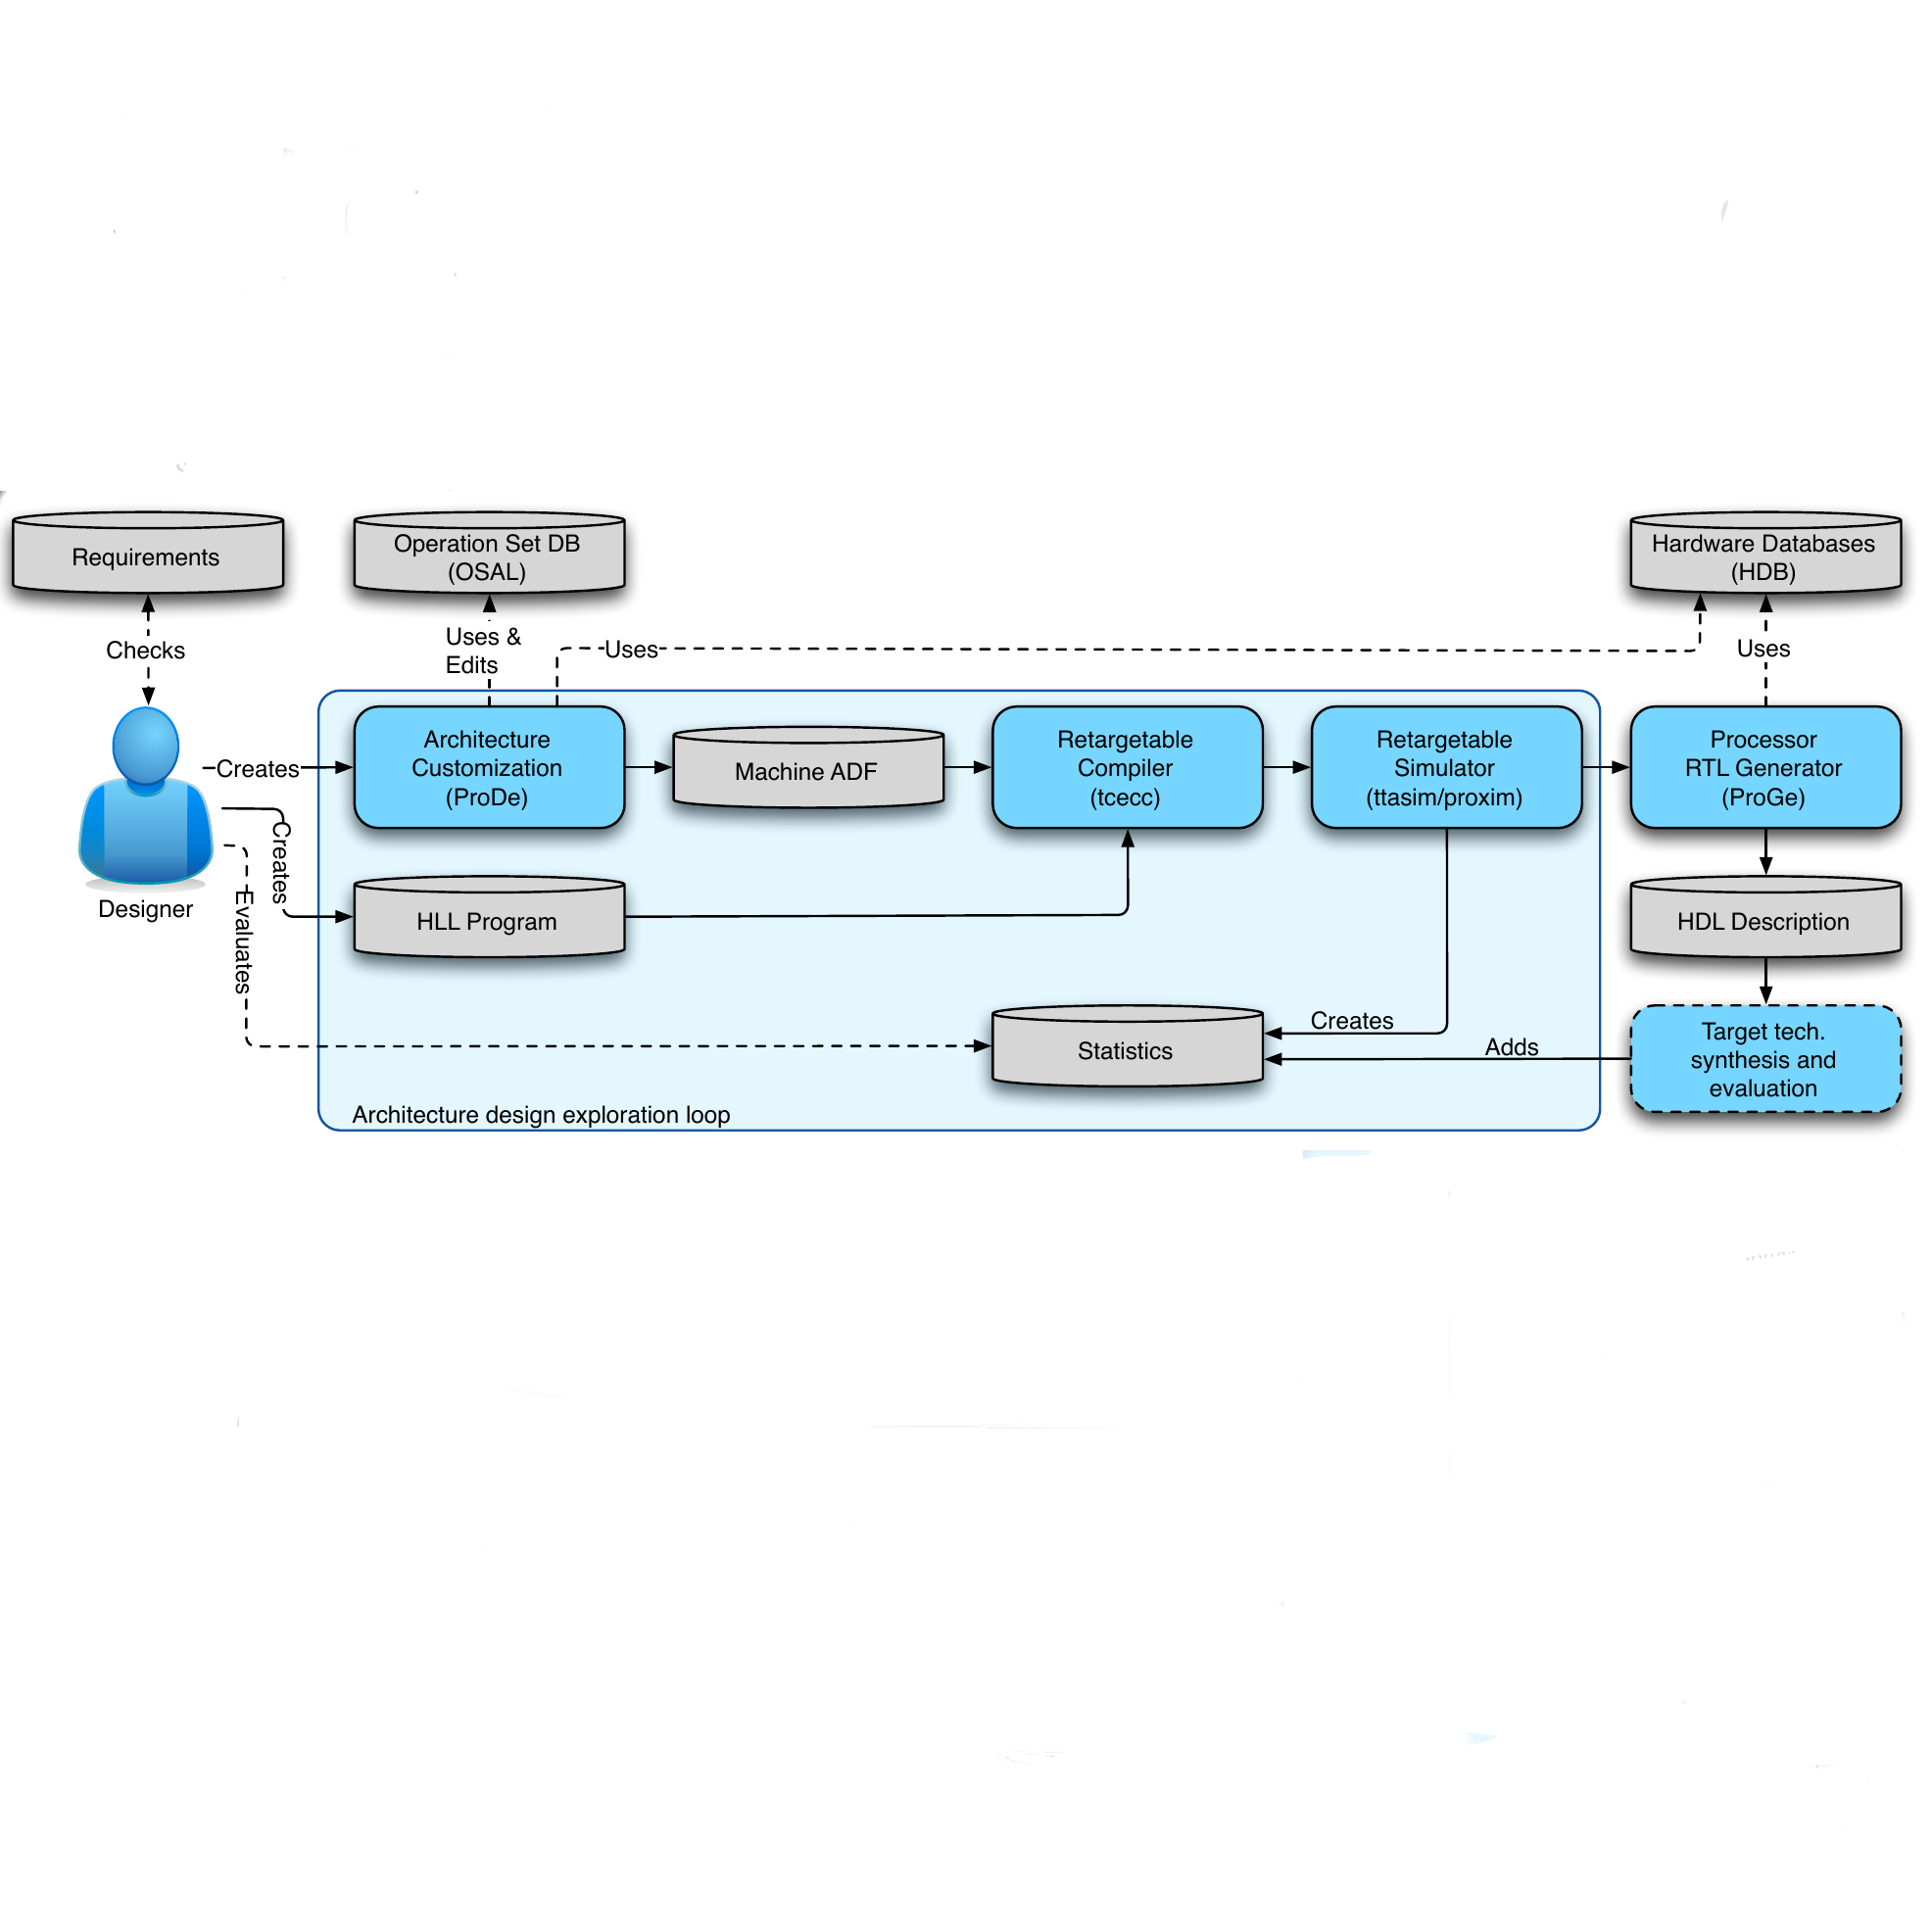 Requirements
Operation Set DB
(OSAL)
Hardware Databases
(HDB)
Checks
Uses &
Edits
Uses
Uses
Creates
Architecture
Customization
(ProDe)
Machine ADF
Retargetable
Compiler
(tcecc)
Retargetable
Simulator
(ttasim/proxim)
Processor
RTL Generator
(ProGe)
Creates
Evaluates
Designer
HLL Program
HDL Description
Statistics
Creates
Adds
Target tech.
synthesis and
evaluation
Architecture design exploration loop